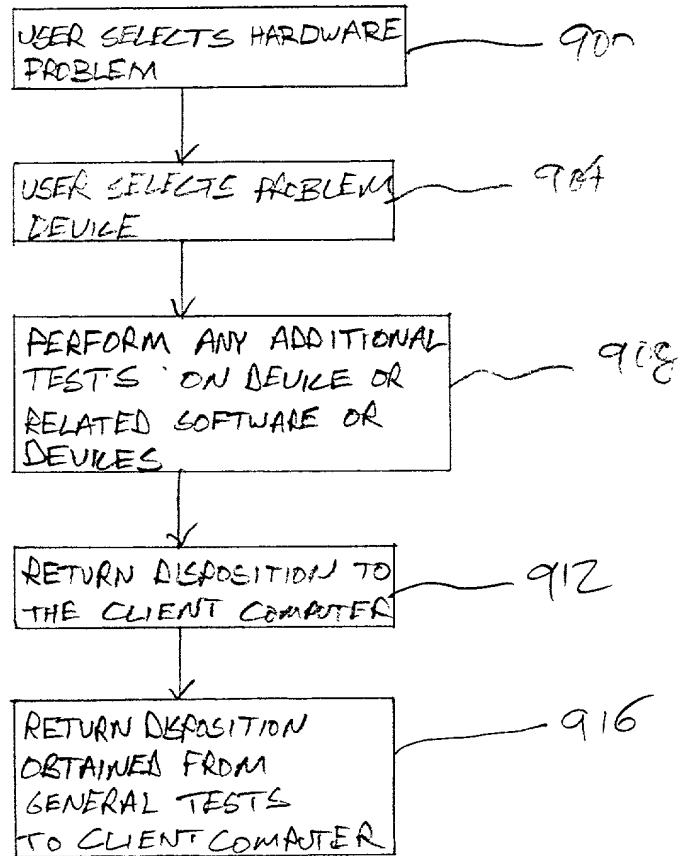 USER SELECTS HARDWARE
PROBLEM
900
USER SELECTS PROBLEM
DEVICE
904
PERFORM ANY ADDITIONAL
TESTS ON DEVICE OR
RELATED SOFTWARE OR
DEVICES
908
RETURN DISPOSITION TO
THE CLIENT COMPUTER
912
RETURN DISPOSITION
OBTAINED FROM
GENERAL TESTS
TO CLIENT COMPUTER
916